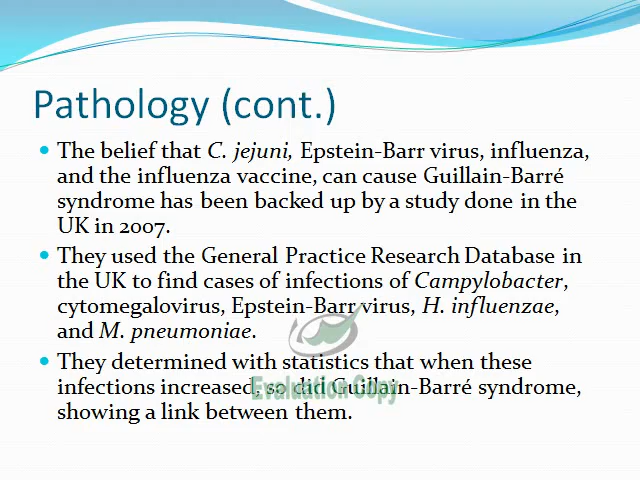 Pathology (cont.)
The belief that C. jejuni, Epstein-Barr virus, influenza,
and the influenza vaccine, can cause Guillain-Barré
syndrome has been backed up by a study done in the
UK in 2007.
They used the General Practice Research Database in
the UK to find cases of infections of Campylobacter,
cytomegalovirus, Epstein-Barr virus, H. influenzae,
and M. pneumoniae.
They determined with statistics that when these
infections increased, so did Guillain-Barré syndrome,
showing a link between them.
Evaluation Copy